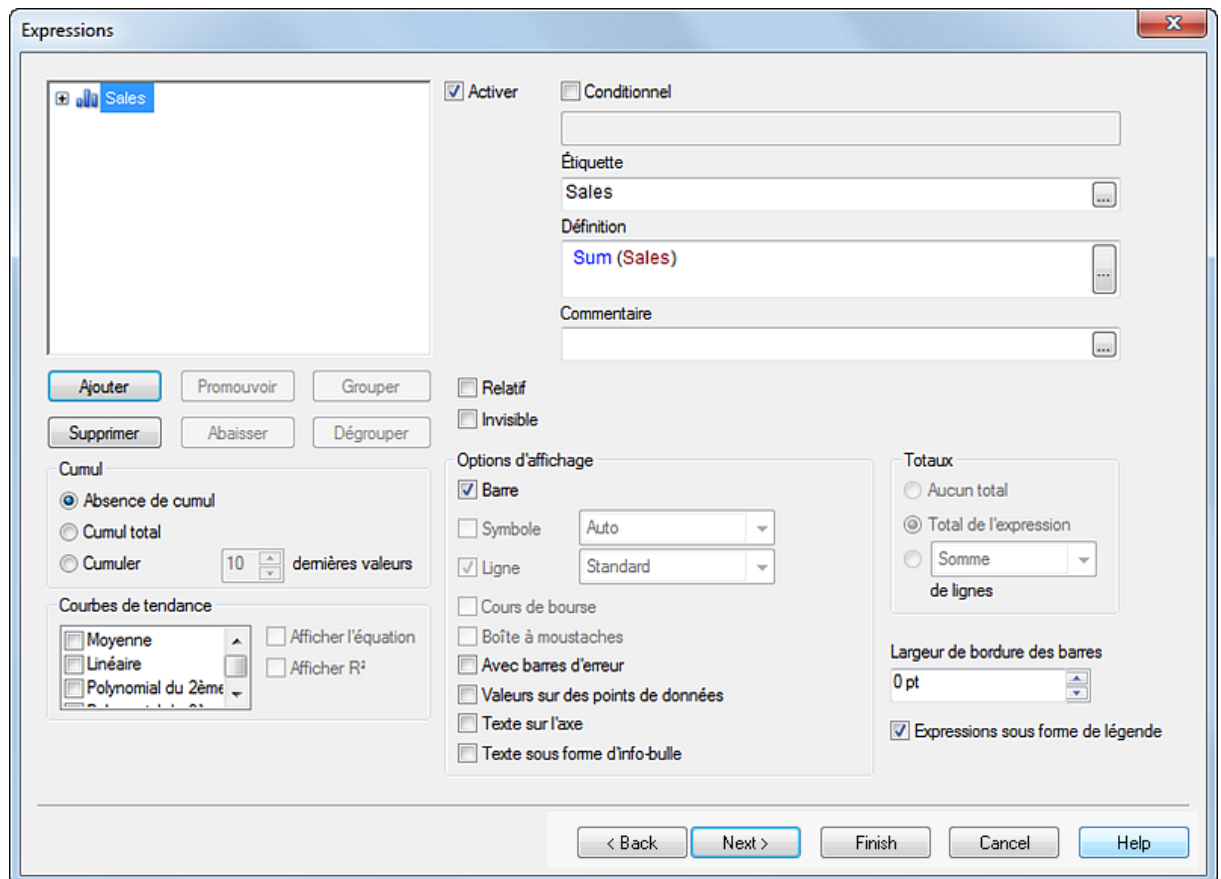 Expressions
Sales
Activer
Conditionnel
Étiquette
Sales
...
Définition
Sum (Sales)
...
Commentaire
...
Ajouter
Promouvoir
Grouper
Supprimer
Abaisser
Dégrouper
Relatif
Invisible
Cumul
Absence de cumul
Cumul total
Cumuler 10 dernières valeurs
Courbes de tendance
Moyenne
Linéaire
Polynomial du 2ème
Afficher l'équation
Afficher R²
Options d'affichage
Barre
Symbole Auto
Ligne Standard
Cours de bourse
Boîte à moustaches
Avec barres d'erreur
Valeurs sur des points de données
Texte sur l'axe
Texte sous forme d'info-bulle
Totaux
Aucun total
Total de l'expression
Somme
de lignes
Largeur de bordure des barres
0 pt
Expressions sous forme de légende
< Back
Next >
Finish
Cancel
Help